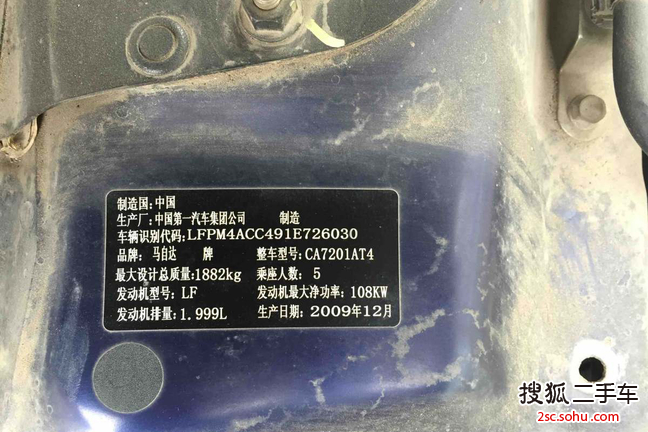 制造国:中国
生产厂:中国第一汽车集团公司 制造
车辆识别代码:LFPM4ACC491E726030
品牌: 马自达 牌 整车型号:CA7201AT4
最大设计总质量:1882kg 乘座人数: 5
发动机型号:LF 发动机最大净功率: 108KW
发动机排量:1.999L 生产日期: 2009年12月
搜狐二手车
2sc.sohu.com